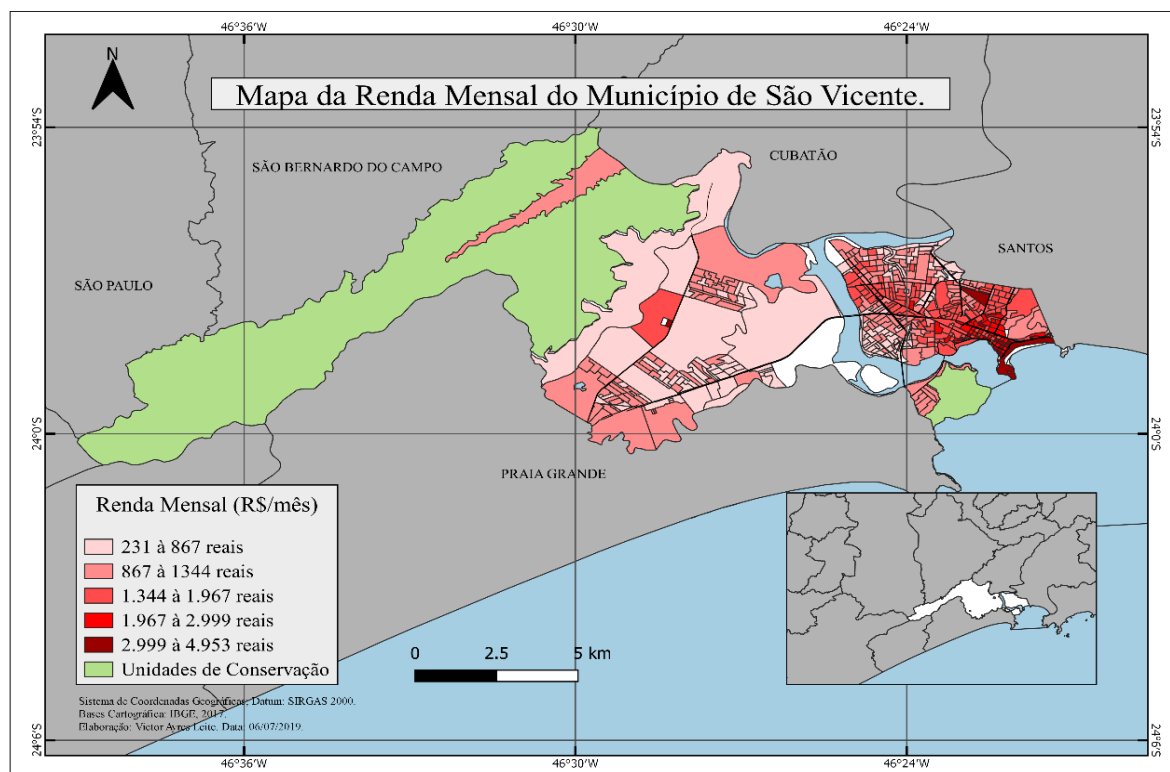 46°36'W
46°30'W
46°24'W
N
Mapa da Renda Mensal do Município de São Vicente.
23°54'S
23°54'S
SÃO BERNARDO DO CAMPO
CUBATÃO
SANTOS
SÃO PAULO
24°0'S
24°0'S
PRAIA GRANDE
Renda Mensal (R$/mês)
231 à 867 reais
867 à 1344 reais
1.344 à 1.967 reais
1.967 à 2.999 reais
2.999 à 4.953 reais
Unidades de Conservação
0 2.5 5 km
Sistema de Coordenadas Geográficas; Datum: SIRGAS 2000.
Bases Cartográfica: IBGE, 2017.
Elaboração: Victor Ayres Leite. Data: 06/07/2019.
24°6'S
24°6'S
46°36'W
46°30'W
46°24'W